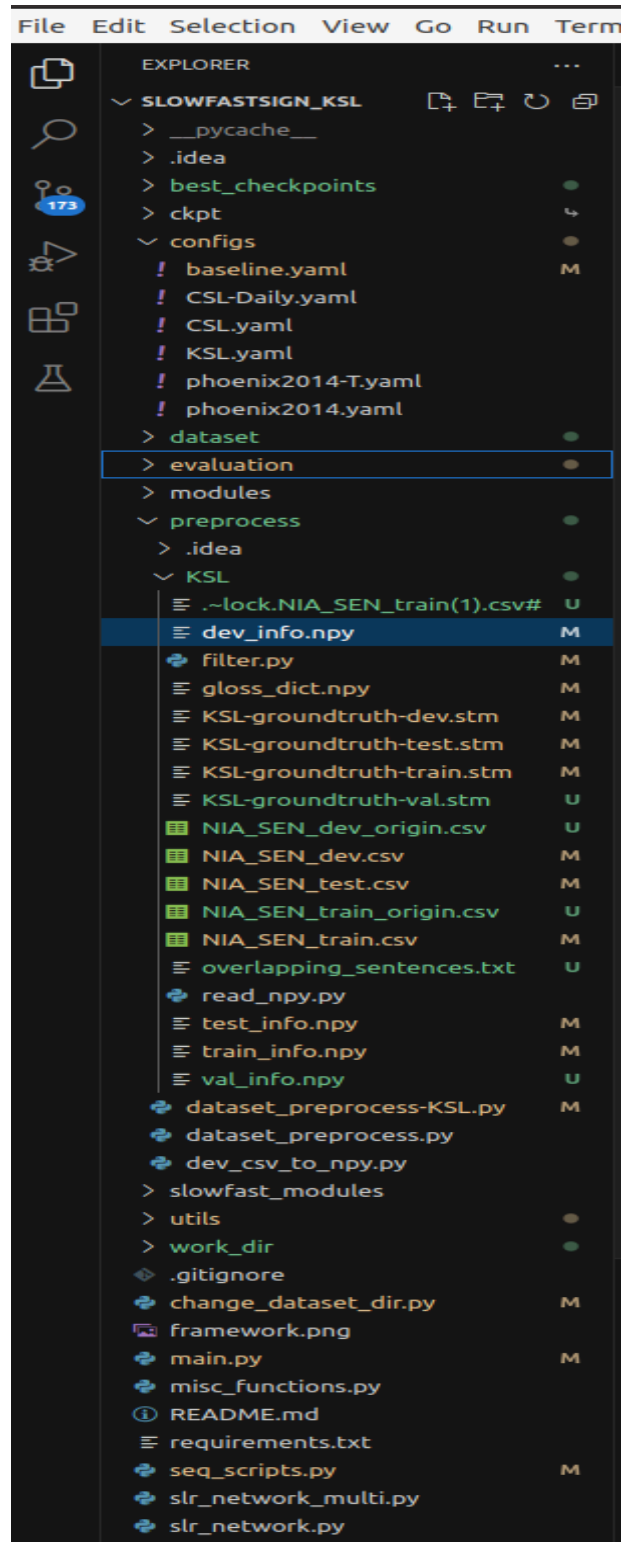 File Edit Selection View Go Run Term
EXPLORER ...
SLOWFASTSIGN_KSL
__pycache__
.idea
best_checkpoints
173
ckpt
configs
! baseline.yaml M
! CSL-Daily.yaml
! CSL.yaml
! KSL.yaml
! phoenix2014-T.yaml
! phoenix2014.yaml
dataset
evaluation
modules
preprocess
.idea
KSL
.~lock.NIA_SEN_train(1).csv# U
dev_info.npy M
filter.py M
gloss_dict.npy M
KSL-groundtruth-dev.stm M
KSL-groundtruth-test.stm M
KSL-groundtruth-train.stm M
KSL-groundtruth-val.stm U
NIA_SEN_dev_origin.csv U
NIA_SEN_dev.csv M
NIA_SEN_test.csv M
NIA_SEN_train_origin.csv U
NIA_SEN_train.csv M
overlapping_sentences.txt U
read_npy.py
test_info.npy M
train_info.npy M
val_info.npy U
dataset_preprocess-KSL.py M
dataset_preprocess.py
dev_csv_to_npy.py
slowfast_modules
utils
work_dir
.gitignore
change_dataset_dir.py M
framework.png
main.py M
misc_functions.py
README.md
requirements.txt
seq_scripts.py M
slr_network_multi.py
slr_network.py